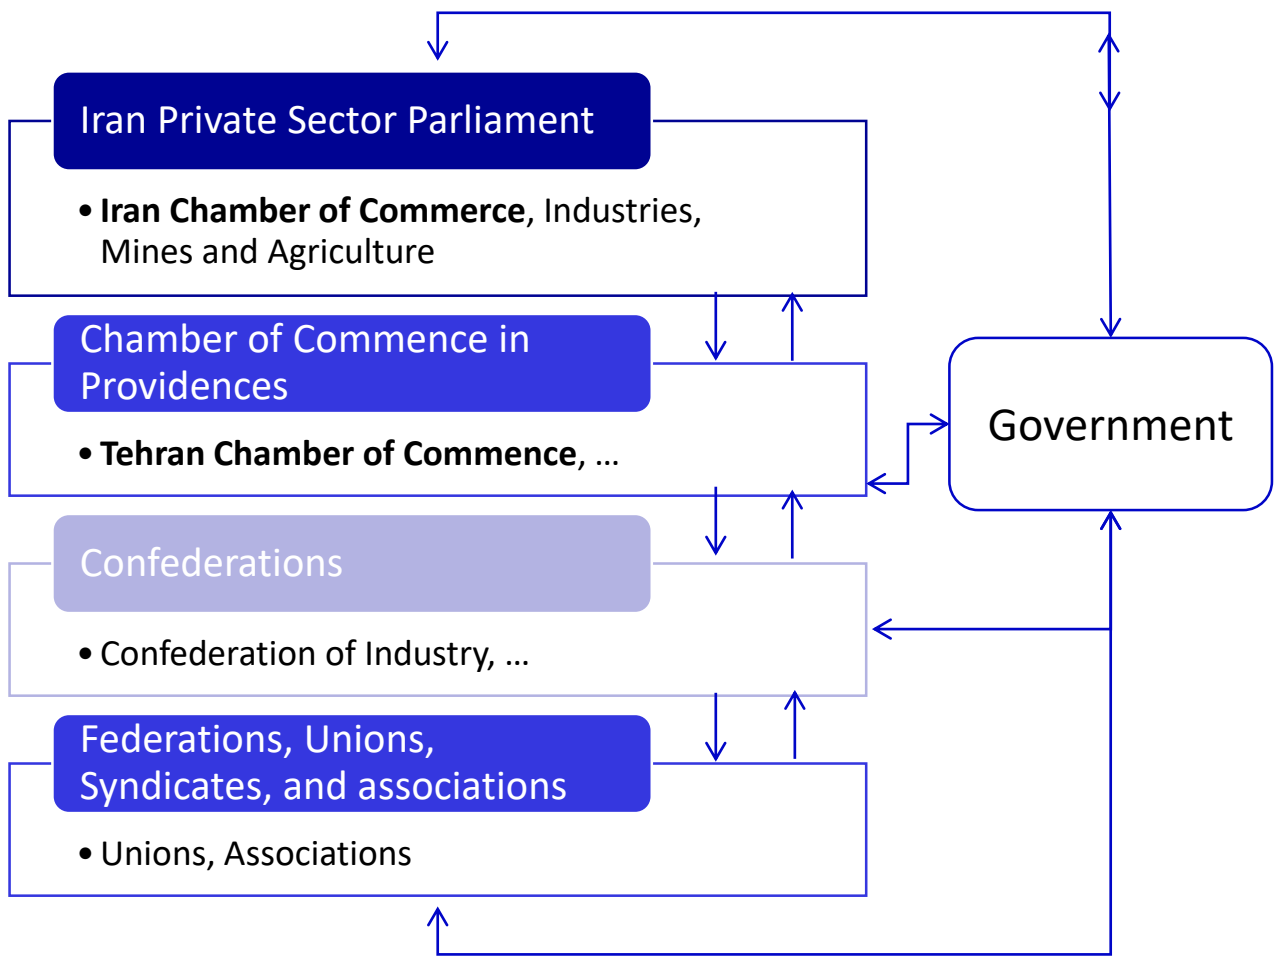 Iran Private Sector Parliament
• Iran Chamber of Commerce, Industries,
Mines and Agriculture
Chamber of Commence in
Providences
• Tehran Chamber of Commence, ...
Confederations
• Confederation of Industry, ...
Federations, Unions,
Syndicates, and associations
• Unions, Associations
Government